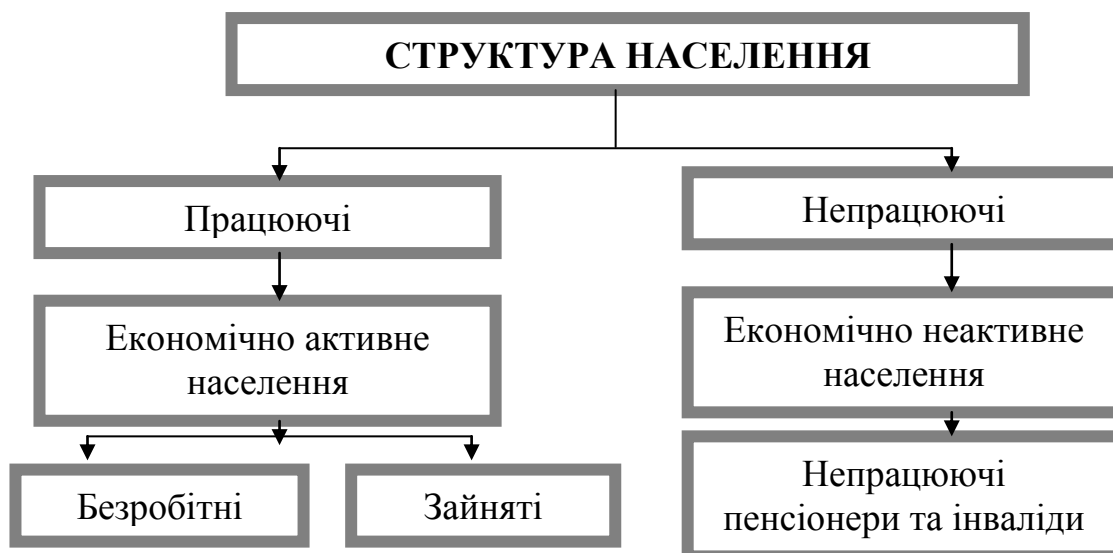 СТРУКТУРА НАСЕЛЕННЯ
Працюючі
Непрацюючі
Економічно активне
населення
Економічно неактивне
населення
Безробітні
Зайняті
Непрацюючі
пенсіонери та інваліди